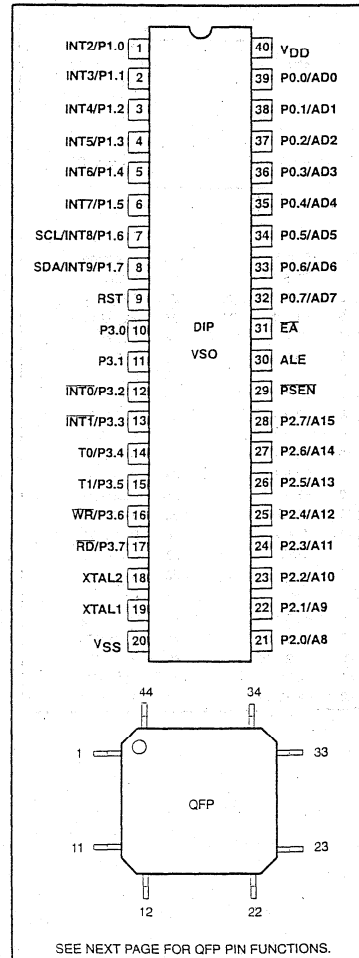 INT2/P1.0 1 40 VDD
INT3/P1.1 2 39 P0.0/AD0
INT4/P1.2 3 38 P0.1/AD1
INT5/P1.3 4 37 P0.2/AD2
INT6/P1.4 5 36 P0.3/AD3
INT7/P1.5 6 35 P0.4/AD4
SCL/INT8/P1.6 7 34 P0.5/AD5
SDA/INT9/P1.7 8 33 P0.6/AD6
RST 9 32 P0.7/AD7
P3.0 10 DIP 31 EA
P3.1 11 VSO 30 ALE
INT0/P3.2 12 29 PSEN
INT1/P3.3 13 28 P2.7/A15
T0/P3.4 14 27 P2.6/A14
T1/P3.5 15 26 P2.5/A13
WR/P3.6 16 25 P2.4/A12
RD/P3.7 17 24 P2.3/A11
XTAL2 18 23 P2.2/A10
XTAL1 19 22 P2.1/A9
VSS 20 21 P2.0/A8
44 34
1 33
QFP
11 23
12 22
SEE NEXT PAGE FOR QFP PIN FUNCTIONS.